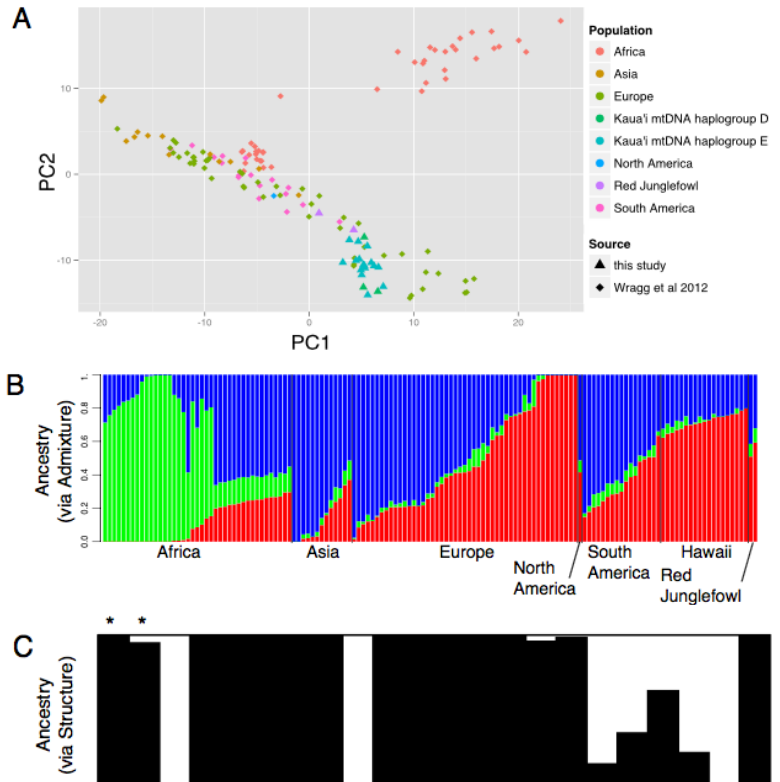 A
PC2
10
0
-10
-20
-10
0
10
20
PC1
Population
Africa
Asia
Europe
Kaua'i mtDNA haplogroup D
Kaua'i mtDNA haplogroup E
North America
Red Junglefowl
South America
Source
this study
Wragg et al 2012
B
Ancestry
(via Admixture)
0.8
0.6
0.4
0.2
0.0
Africa
Asia
Europe
North
America
South
America
Hawaii
Red
Junglefowl
* *
C
Ancestry
(via Structure)